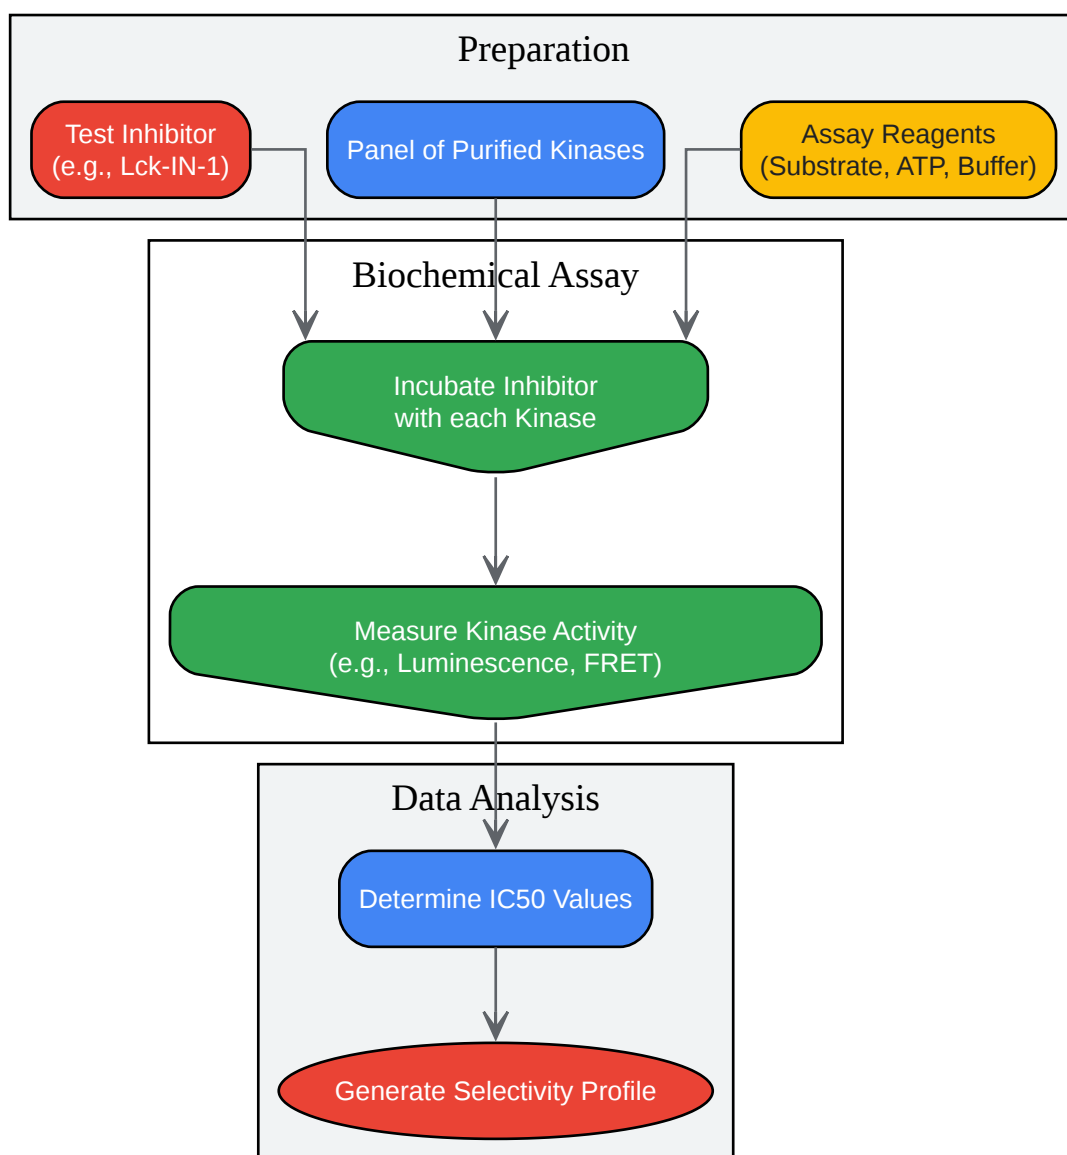 Preparation
Test Inhibitor
(e.g., Lck-IN-1)
Panel of Purified Kinases
Assay Reagents
(Substrate, ATP, Buffer)
Biochemical Assay
Incubate Inhibitor
with each Kinase
Measure Kinase Activity
(e.g., Luminescence, FRET)
Data Analysis
Determine IC50 Values
Generate Selectivity Profile